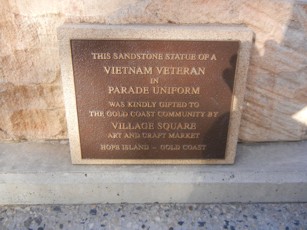 THIS SANDSTONE STATUE OF A
VIETNAM VETERAN
IN
PARADE UNIFORM
WAS KINDLY GIFTED TO
THE GOLD COAST COMMUNITY BY
VILLAGE SQUARE
ART AND CRAFT MARKET
HOPE ISLAND - GOLD COAST